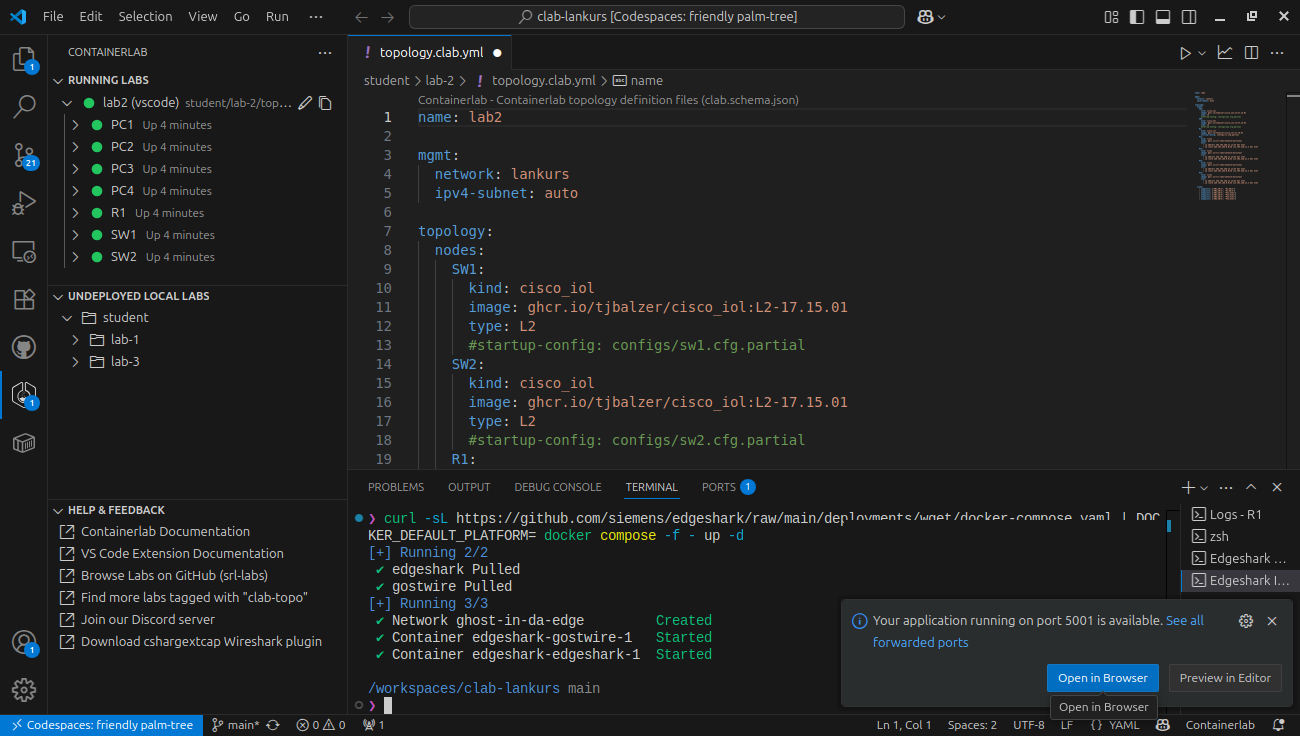 File Edit Selection View Go Run ··· clab-lankurs [Codespaces: friendly palm-tree]
CONTAINERLAB
RUNNING LABS
lab2 (vscode) student/lab-2/top...
PC1 Up 4 minutes
PC2 Up 4 minutes
PC3 Up 4 minutes
PC4 Up 4 minutes
R1 Up 4 minutes
SW1 Up 4 minutes
SW2 Up 4 minutes
UNDEPLOYED LOCAL LABS
student
lab-1
lab-3
HELP & FEEDBACK
Containerlab Documentation
VS Code Extension Documentation
Browse Labs on GitHub (srl-labs)
Find more labs tagged with "clab-topo"
Join our Discord server
Download cshargextcap Wireshark plugin
1
21
1
1
! topology.clab.yml
student > lab-2 > ! topology.clab.yml > name
Containerlab - Containerlab topology definition files (clab.schema.json)
1 name: lab2
2
3 mgmt:
4 network: lankurs
5 ipv4-subnet: auto
6
7 topology:
8 nodes:
9 SW1:
10 kind: cisco_iol
11 image: ghcr.io/tjbalzer/cisco_iol:L2-17.15.01
12 type: L2
13 #startup-config: configs/sw1.cfg.partial
14 SW2:
15 kind: cisco_iol
16 image: ghcr.io/tjbalzer/cisco_iol:L2-17.15.01
17 type: L2
18 #startup-config: configs/sw2.cfg.partial
19 R1:
PROBLEMS OUTPUT DEBUG CONSOLE TERMINAL PORTS 1
❯ curl -sL https://github.com/siemens/edgeshark/raw/main/deployments/wget/docker-compose.yaml | DOC
KER_DEFAULT_PLATFORM= docker compose -f - up -d
[+] Running 2/2
✔ edgeshark Pulled
✔ gostwire Pulled
[+] Running 3/3
✔ Network ghost-in-da-edge Created
✔ Container edgeshark-gostwire-1 Started
✔ Container edgeshark-edgeshark-1 Started
/workspaces/clab-lankurs main
❯
Logs - R1
zsh
Edgeshark ...
Edgeshark I...
Your application running on port 5001 is available. See all
forwarded ports
Open in Browser Preview in Editor
Open in Browser
Codespaces: friendly palm-tree main* 0 0 1 Ln 1, Col 1 Spaces: 2 UTF-8 LF {} YAML Containerlab